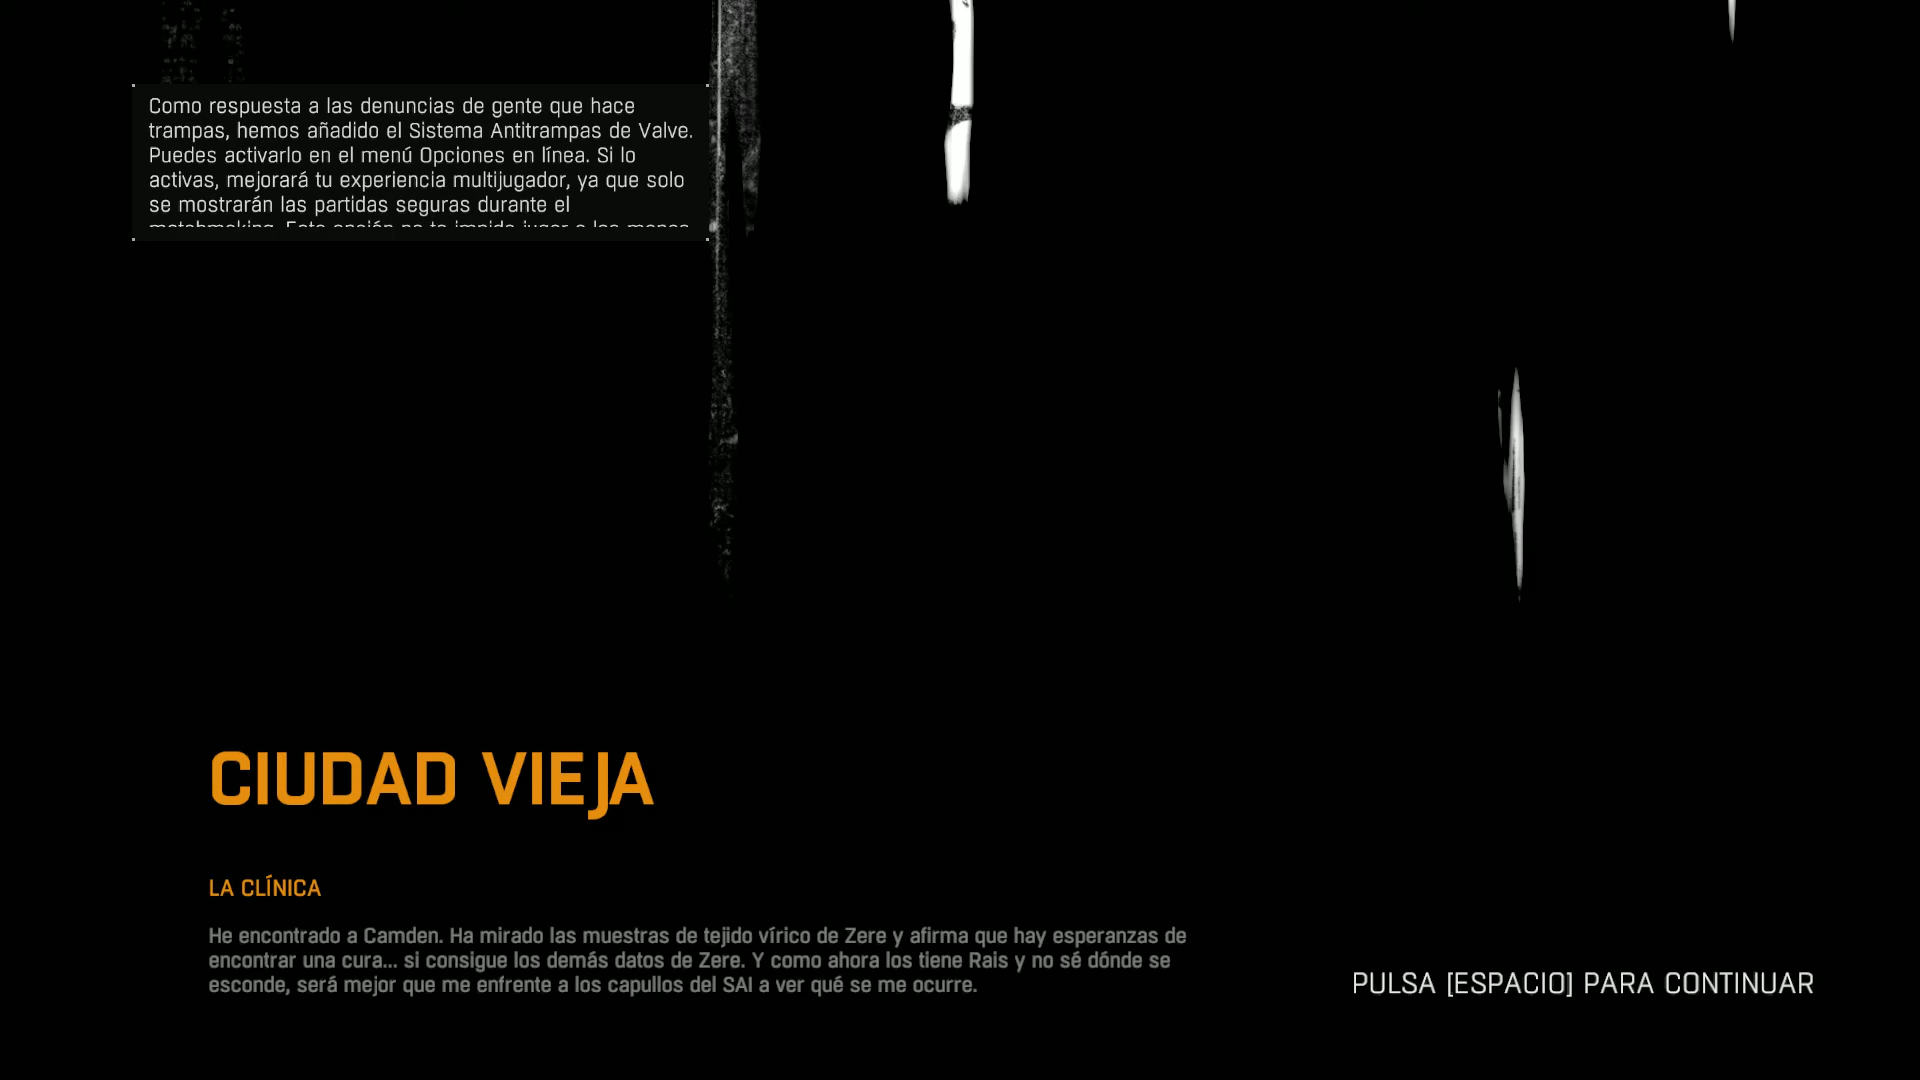 Como respuesta a las denuncias de gente que hace
trampas, hemos añadido el Sistema Antitrampas de Valve.
Puedes activarlo en el menú Opciones en línea. Si lo
activas, mejorará tu experiencia multijugador, ya que solo
se mostrarán las partidas seguras durante el
CIUDAD VIEJA
LA CLÍNICA
He encontrado a Camden. Ha mirado las muestras de tejido vírico de Zere y afirma que hay esperanzas de
encontrar una cura... si consigue los demás datos de Zere. Y como ahora los tiene Rais y no sé dónde se
esconde, será mejor que me enfrente a los capullos del SAI a ver qué se me ocurre.
PULSA [ESPACIO] PARA CONTINUAR